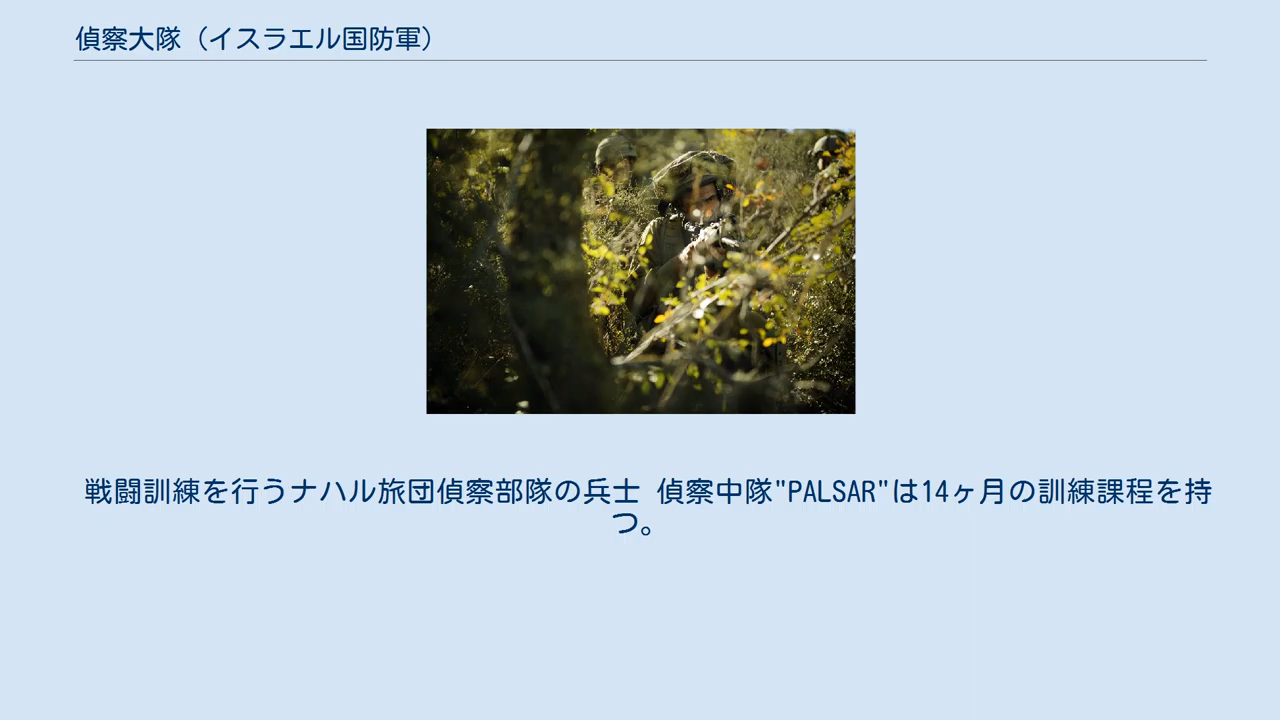 偵察大隊（イスラエル国防軍）
戦闘訓練を行うナハル旅団偵察部隊の兵士 偵察中隊"PALSAR"は14ヶ月の訓練課程を持
つ。